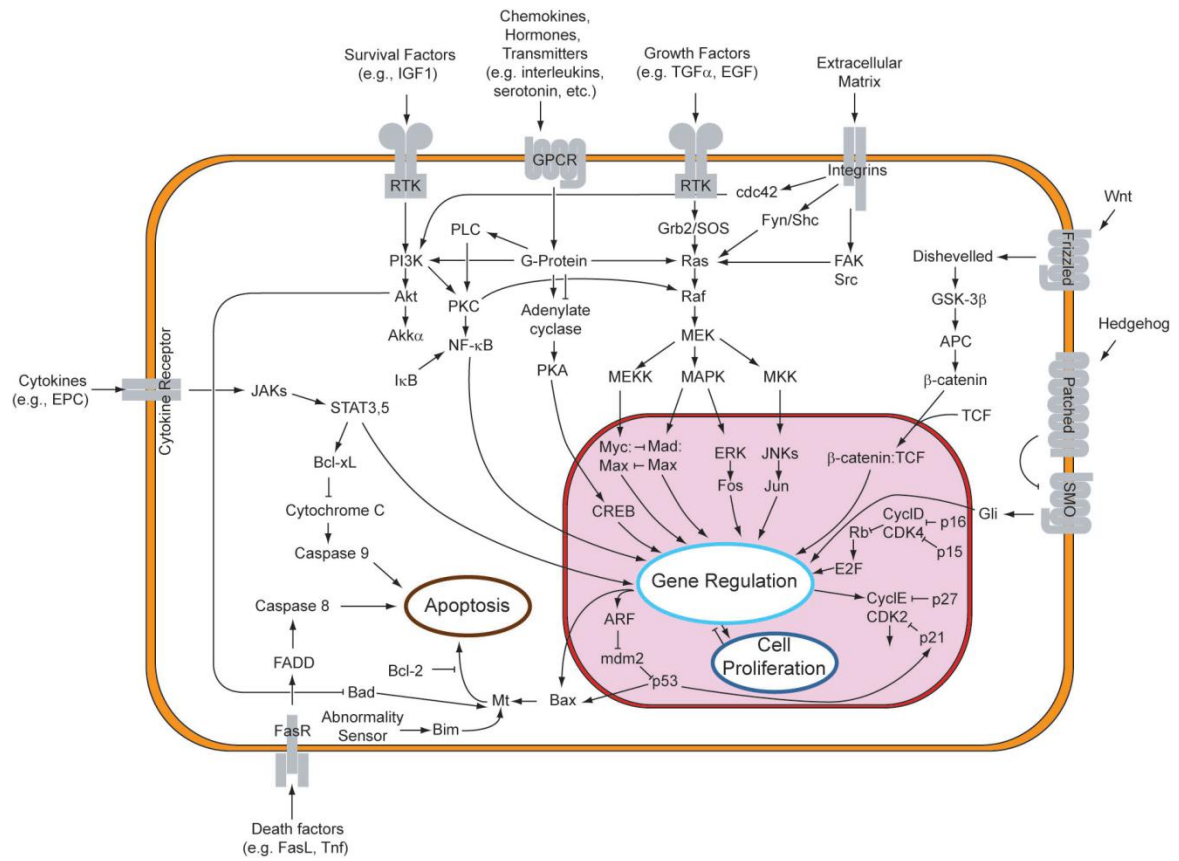 Chemokines,
Hormones,
Transmitters
(e.g. interleukins,
serotonin, etc.)
Survival Factors
(e.g., IGF1)
Growth Factors
(e.g. TGFα, EGF)
Extracellular
Matrix
RTK
GPCR
RTK
Integrins
cdc42
Wnt
Fyn/Shc
Grb2/SOS
PLC
Frizzled
PI3K
G-Protein
Ras
FAK
Src
Dishevelled
Akt
PKC
Raf
GSK-3β
Adenylate
cyclase
Hedgehog
Akkα
NF-κB
MEK
APC
IκB
PKA
MEKK
MAPK
MKK
β-catenin
Patched
Cytokine Receptor
Cytokines
(e.g., EPC)
JAKs
STAT3,5
TCF
Myc:
Mad:
Max
Max
ERK
JNKs
β-catenin:TCF
Bcl-xL
Fos
Jun
SMO
Cytochrome C
CREB
Gli
CyclD
CDK4
p16
Rb
p15
Caspase 9
E2F
Gene Regulation
Caspase 8
Apoptosis
ARF
CyclE
CDK2
p27
p21
FADD
mdm2
Cell
Proliferation
Bcl-2
p53
Bad
Mt
Bax
Abnormality
Sensor
Bim
FasR
Death factors
(e.g. FasL, Tnf)